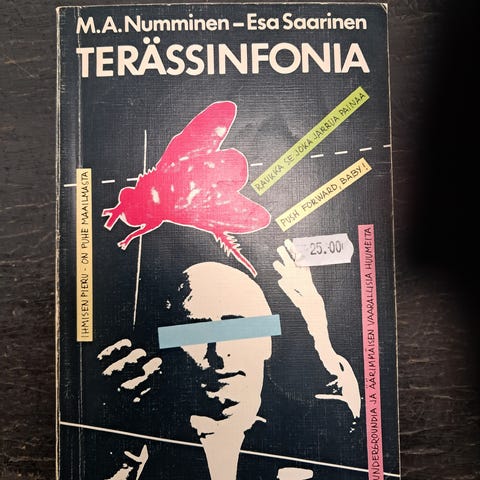 M.A. Numminen – Esa Saarinen
TERÄSSINFONIA
RAUKKA SE JOKA JARRUA PAINAA
PUSH FORWARD, BABY!
25.00
IHMISEN PIERU - ON PUHE MAAILMASTA
UNDERGROUNDIA JA ÄÄRIMMÄISEN VAARALLISIA HUUMEITA